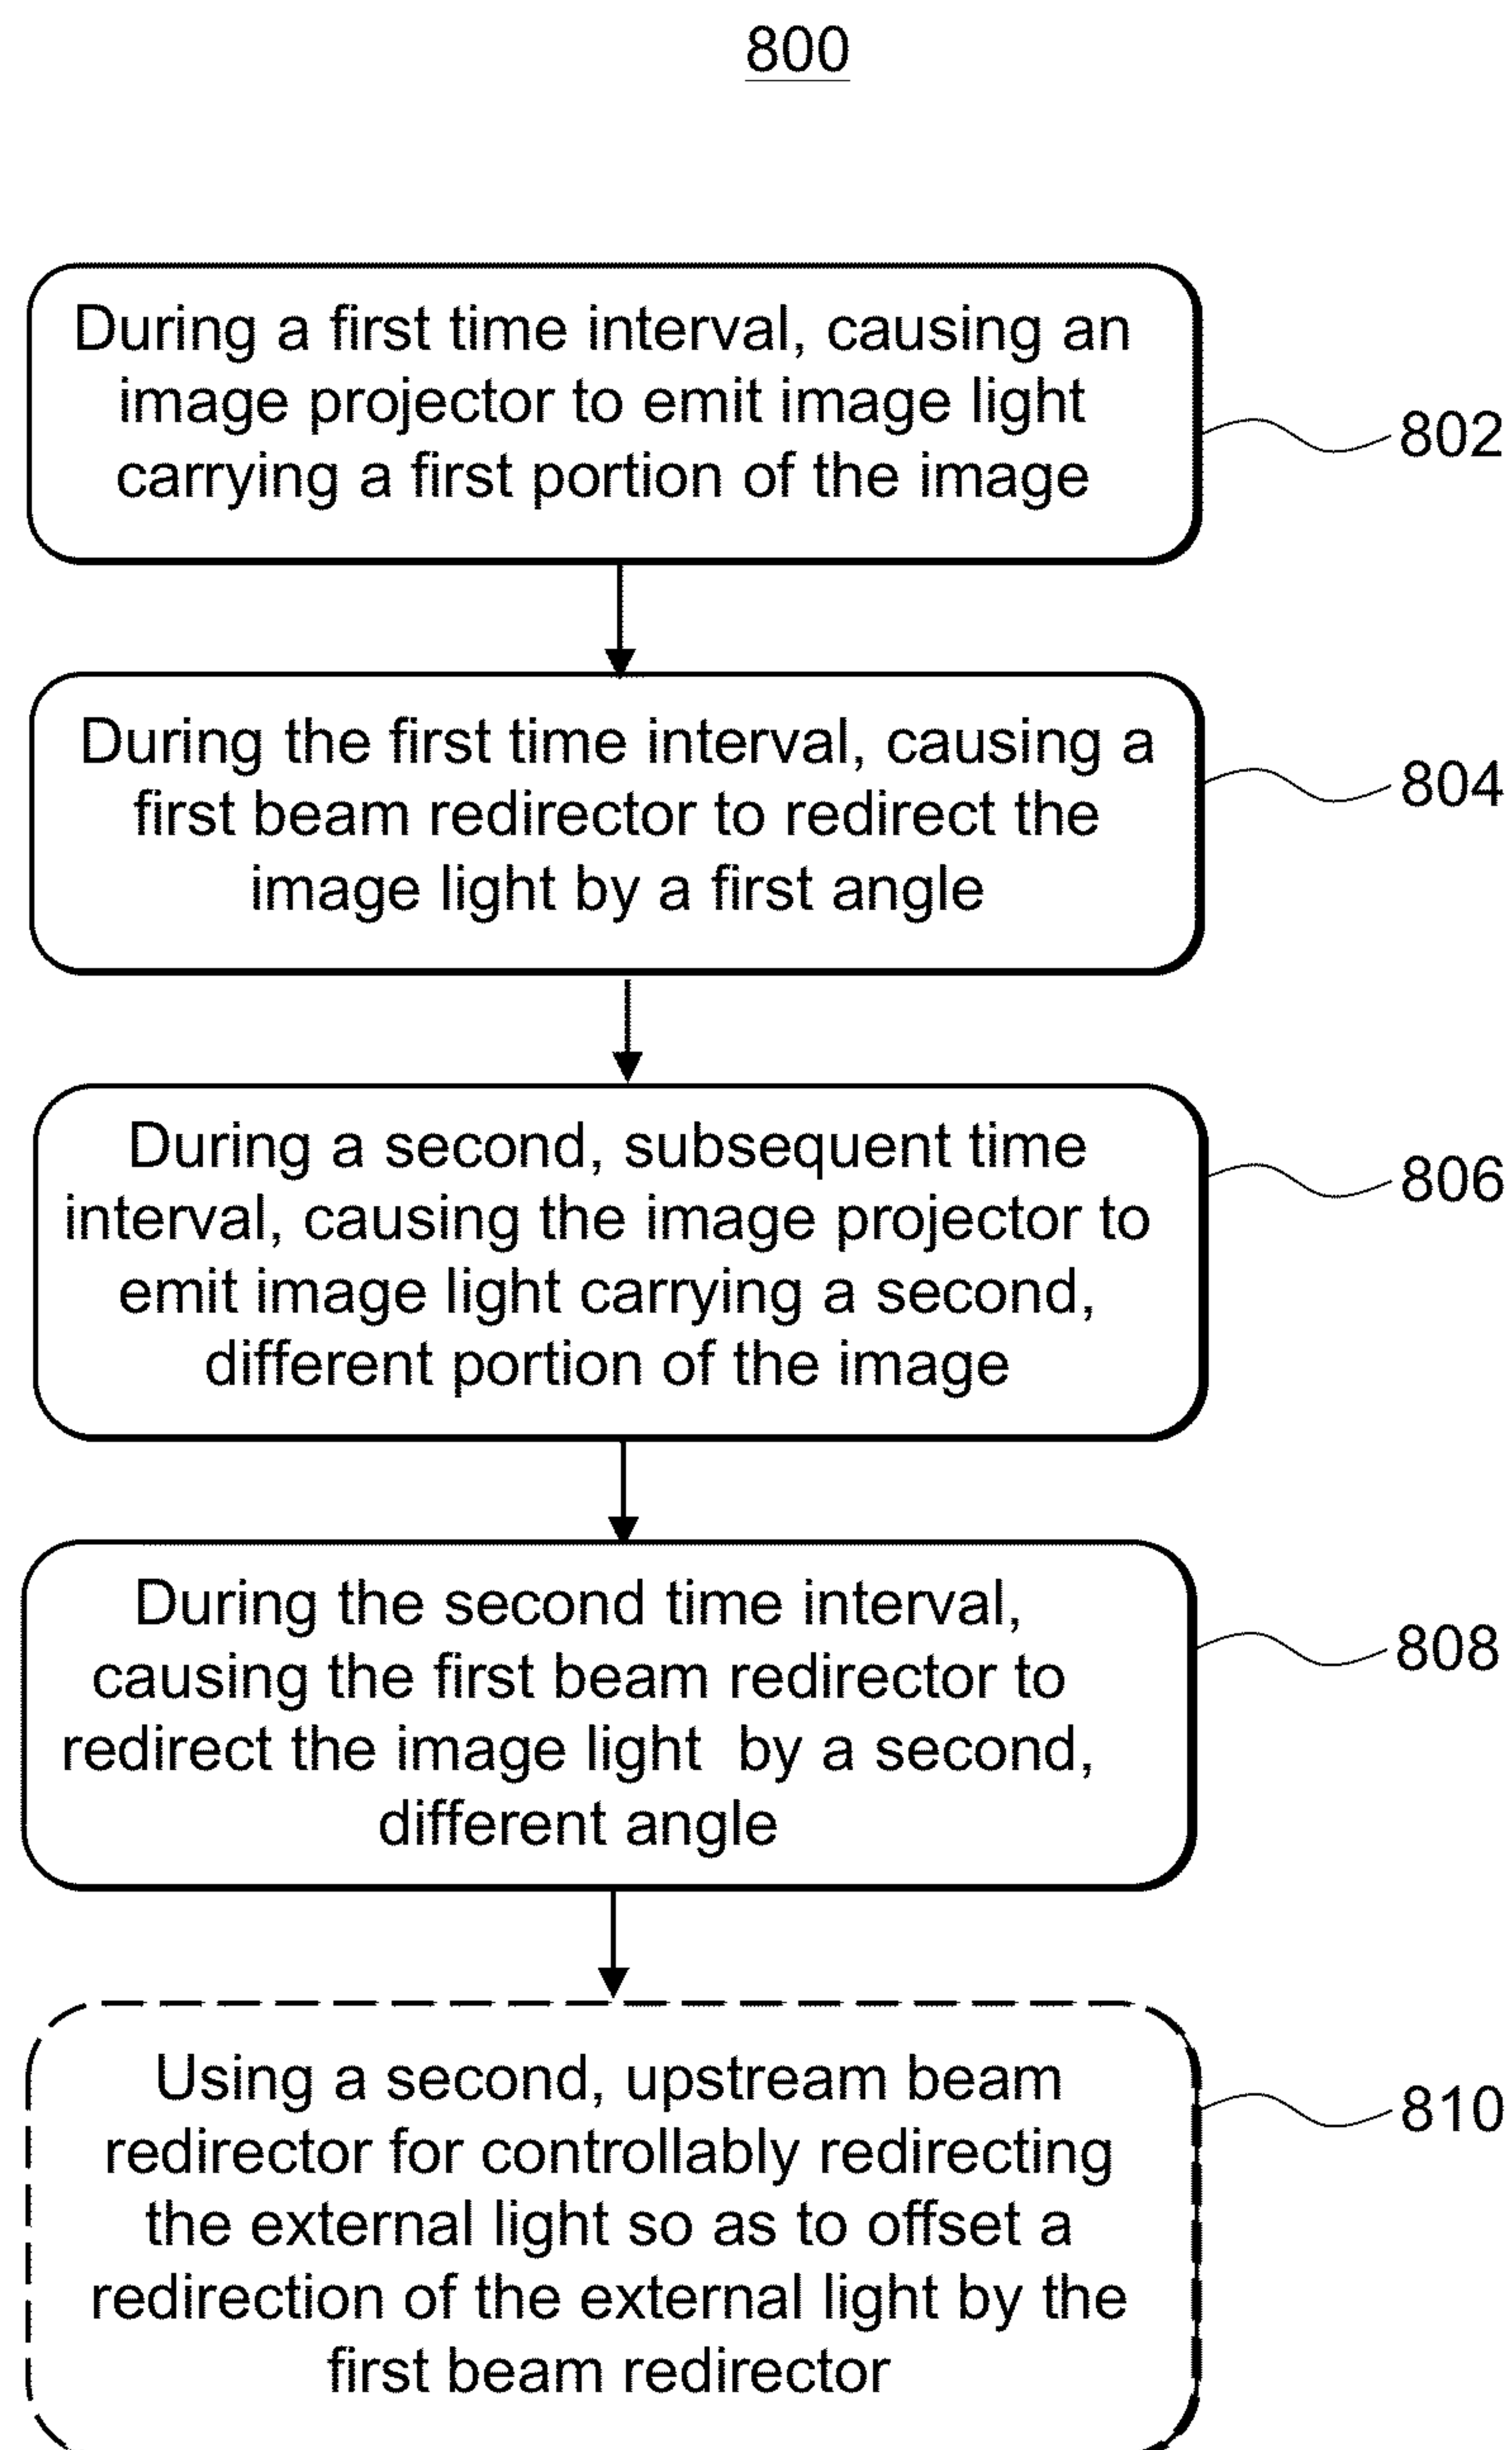 800
During a first time interval, causing an
image projector to emit image light
carrying a first portion of the image
802
During the first time interval, causing a
first beam redirector to redirect the
image light by a first angle
804
During a second, subsequent time
interval, causing the image projector to
emit image light carrying a second,
different portion of the image
806
During the second time interval,
causing the first beam redirector to
redirect the image light by a second,
different angle
808
Using a second, upstream beam
redirector for controllably redirecting
the external light so as to offset a
redirection of the external light by the
first beam redirector
810